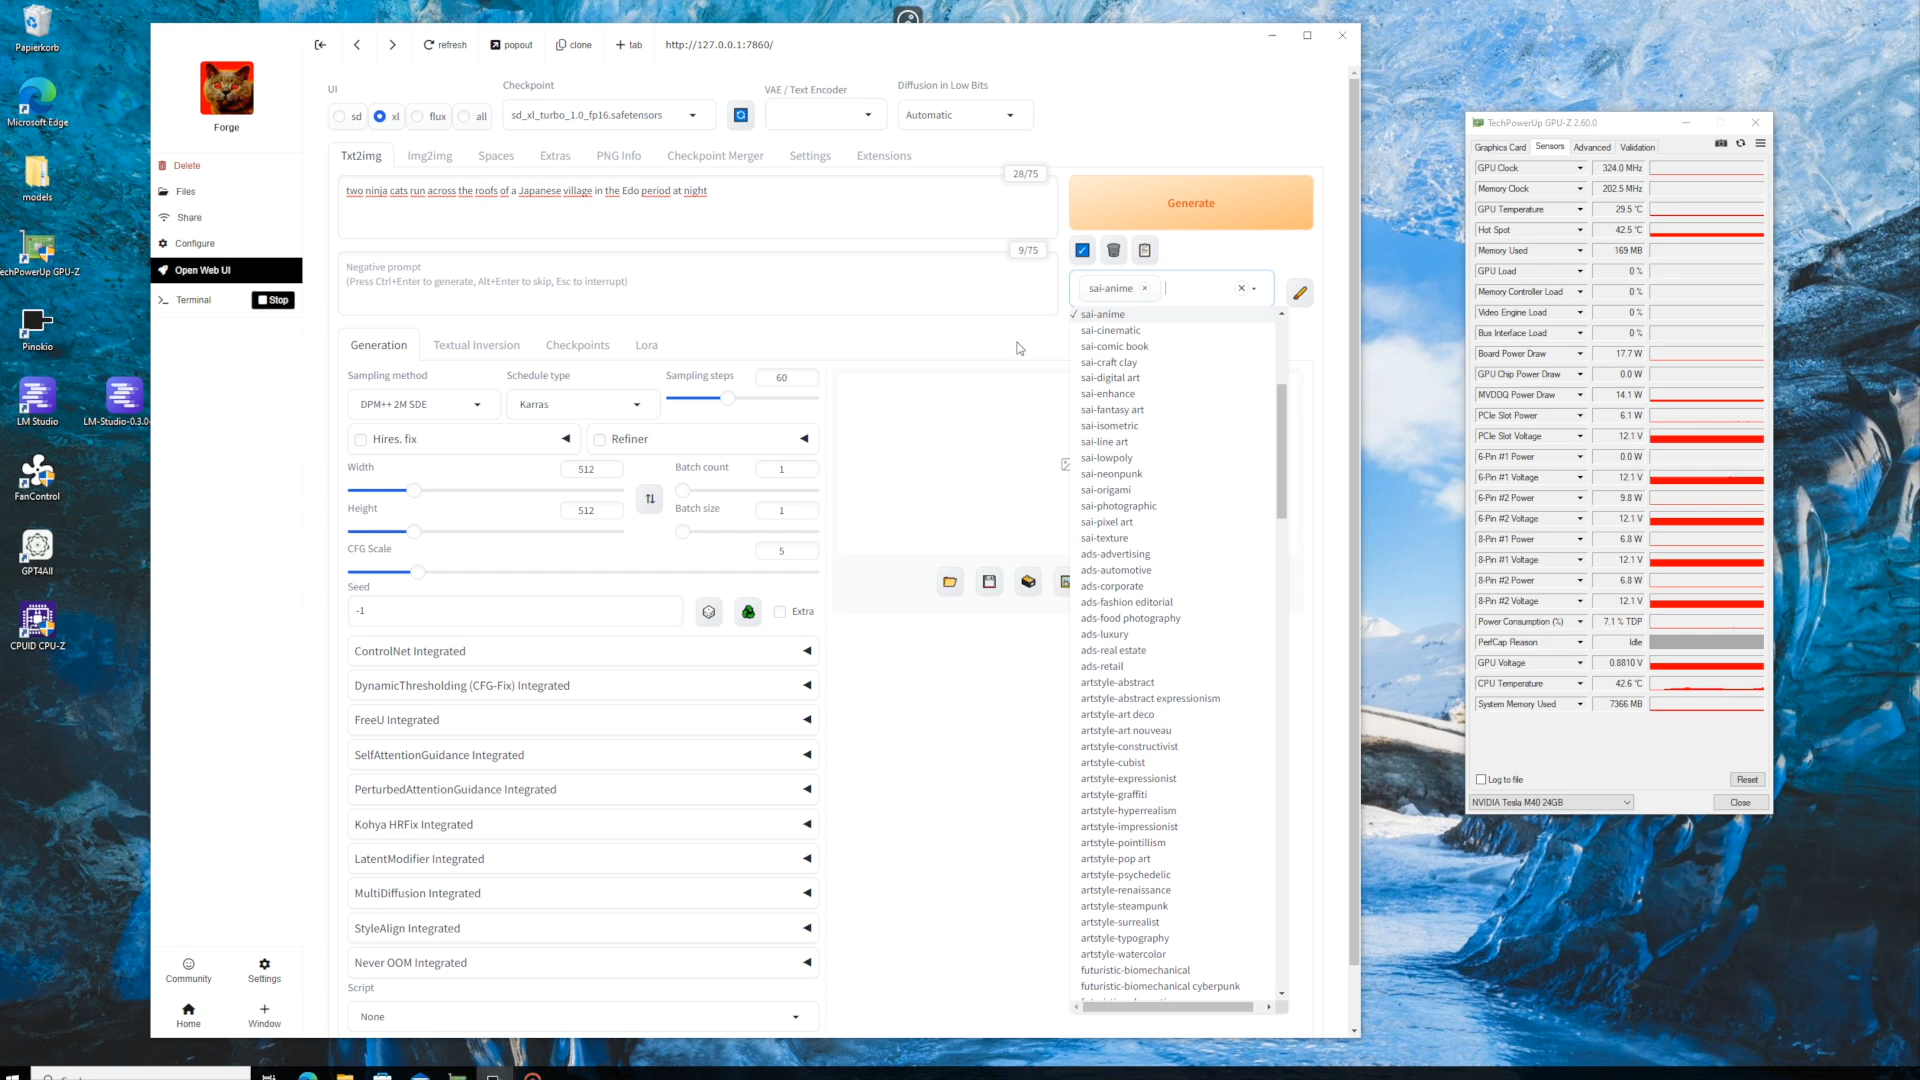 Papierkorb
Microsoft Edge
models
echPowerUp GPU-Z
Pinokio
LM Studio
LM-Studio-0.3.0-
FanControl
GPT4All
CPUID CPU-Z
Forge
Delete
Files
Share
Configure
Open Web UI
Terminal
Stop
Community
Settings
Home
Window
refresh
popout
clone
tab
http://127.0.0.1:7860/
UI
sd
xl
flux
all
Checkpoint
sd_xl_turbo_1.0_fp16.safetensors
VAE / Text Encoder
Diffusion in Low Bits
Automatic
Txt2img
Img2img
Spaces
Extras
PNG Info
Checkpoint Merger
Settings
Extensions
28/75
two ninja cats run across the roofs of a Japanese village in the Edo period at night
9/75
Negative prompt
(Press Ctrl+Enter to generate, Alt+Enter to skip, Esc to interrupt)
Generate
sai-anime
sai-anime
sai-cinematic
sai-comic book
sai-craft clay
sai-digital art
sai-enhance
sai-fantasy art
sai-isometric
sai-line art
sai-lowpoly
sai-neonpunk
sai-origami
sai-photographic
sai-pixel art
sai-texture
ads-advertising
ads-automotive
ads-corporate
ads-fashion editorial
ads-food photography
ads-luxury
ads-real estate
ads-retail
artstyle-abstract
artstyle-abstract expressionism
artstyle-art deco
artstyle-art nouveau
artstyle-constructivist
artstyle-cubist
artstyle-expressionist
artstyle-graffiti
artstyle-hyperrealism
artstyle-impressionist
artstyle-pointillism
artstyle-pop art
artstyle-psychedelic
artstyle-renaissance
artstyle-steampunk
artstyle-surrealist
artstyle-typography
artstyle-watercolor
futuristic-biomechanical
futuristic-biomechanical cyberpunk
Generation
Textual Inversion
Checkpoints
Lora
Sampling method
DPM++ 2M SDE
Schedule type
Karras
Sampling steps
60
Hires. fix
Refiner
Width
512
Batch count
1
Height
512
Batch size
1
CFG Scale
5
Seed
-1
Extra
ControlNet Integrated
DynamicThresholding (CFG-Fix) Integrated
FreeU Integrated
SelfAttentionGuidance Integrated
PerturbedAttentionGuidance Integrated
Kohya HRFix Integrated
LatentModifier Integrated
MultiDiffusion Integrated
StyleAlign Integrated
Never OOM Integrated
Script
None
TechPowerUp GPU-Z 2.60.0
Graphics Card
Sensors
Advanced
Validation
GPU Clock 324.0 MHz
Memory Clock 202.5 MHz
GPU Temperature 29.5 °C
Hot Spot 42.5 °C
Memory Used 169 MB
GPU Load 0 %
Memory Controller Load 0 %
Video Engine Load 0 %
Bus Interface Load 0 %
Board Power Draw 17.7 W
GPU Chip Power Draw 0.0 W
MVDDQ Power Draw 14.1 W
PCIe Slot Power 6.1 W
PCIe Slot Voltage 12.1 V
6-Pin #1 Power 0.0 W
6-Pin #1 Voltage 12.1 V
6-Pin #2 Power 9.8 W
6-Pin #2 Voltage 12.1 V
8-Pin #1 Power 6.8 W
8-Pin #1 Voltage 12.1 V
8-Pin #2 Power 6.8 W
8-Pin #2 Voltage 12.1 V
Power Consumption (%) 7.1 % TDP
PerfCap Reason Idle
GPU Voltage 0.8810 V
CPU Temperature 42.6 °C
System Memory Used 7366 MB
Log to file
Reset
NVIDIA Tesla M40 24GB
Close